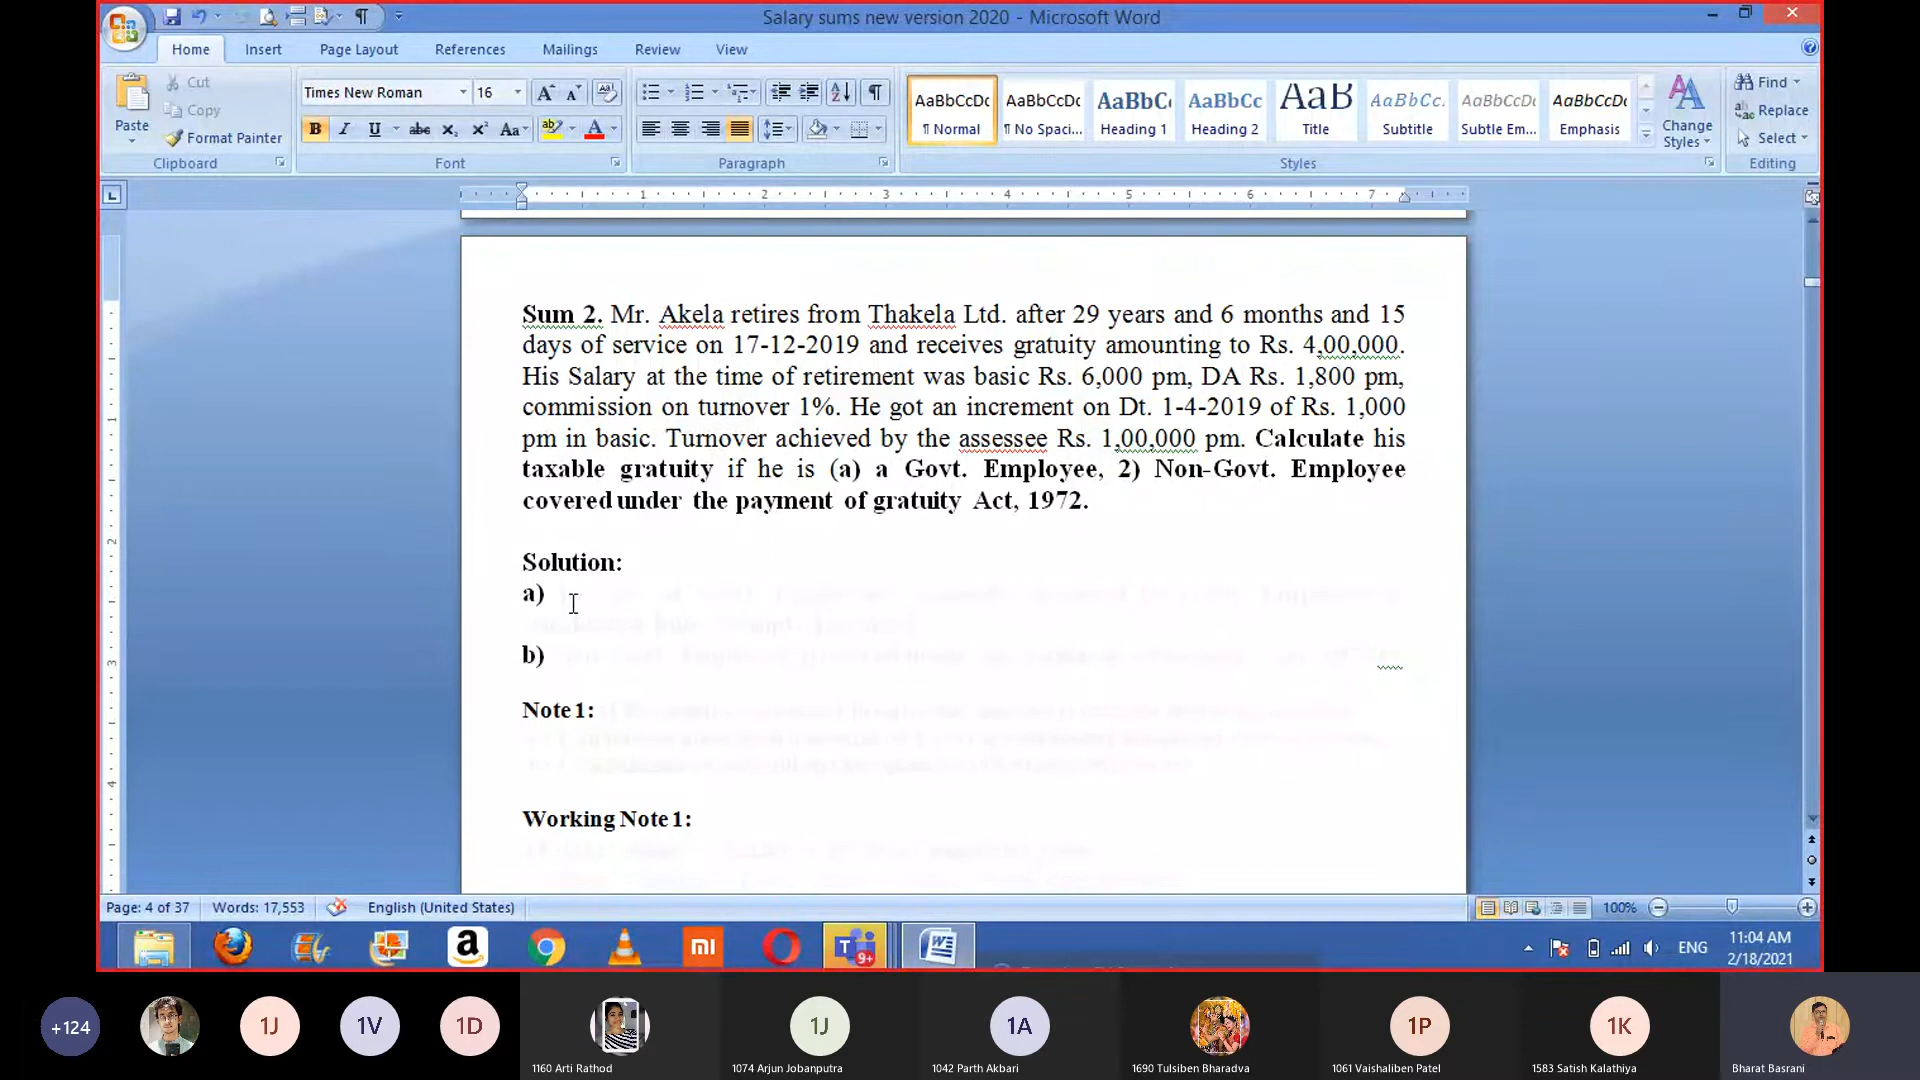 Salary sums new version 2020 - Microsoft Word
Home Insert Page Layout References Mailings Review View
Paste
Cut
Copy
Format Painter
Clipboard
Times New Roman 16
Font
Paragraph
AaBbCcDc AaBbCcDc AaBbC AaBbCc AaB AaBbCc. AaBbCcDc AaBbCcDc
¶ Normal ¶ No Spaci... Heading 1 Heading 2 Title Subtitle Subtle Em... Emphasis
Change Styles
Styles
Find
Replace
Select
Editing
1 2 3 4 5 6 7
Sum 2. Mr. Akela retires from Thakela Ltd. after 29 years and 6 months and 15
days of service on 17-12-2019 and receives gratuity amounting to Rs. 4,00,000.
His Salary at the time of retirement was basic Rs. 6,000 pm, DA Rs. 1,800 pm,
commission on turnover 1%. He got an increment on Dt. 1-4-2019 of Rs. 1,000
pm in basic. Turnover achieved by the assessee Rs. 1,00,000 pm. Calculate his
taxable gratuity if he is (a) a Govt. Employee, 2) Non-Govt. Employee
covered under the payment of gratuity Act, 1972.
Solution:
a)
b)
Note 1:
Working Note 1:
Page: 4 of 37 Words: 17,553 English (United States) 100%
9+
mi
ENG
11:04 AM
2/18/2021
+124 1J 1V 1D 1J 1A 1P 1K
1160 Arti Rathod 1074 Arjun Jobanputra 1042 Parth Akbari 1690 Tulsiben Bharadva 1061 Vaishaliben Patel 1583 Satish Kalathiya Bharat Basrani